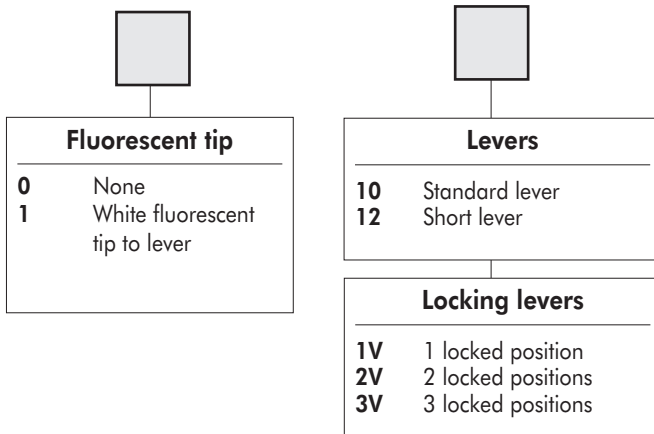 Fluorescent tip
0 None
1 White fluorescent
tip to lever
Levers
10 Standard lever
12 Short lever
Locking levers
1V 1 locked position
2V 2 locked positions
3V 3 locked positions